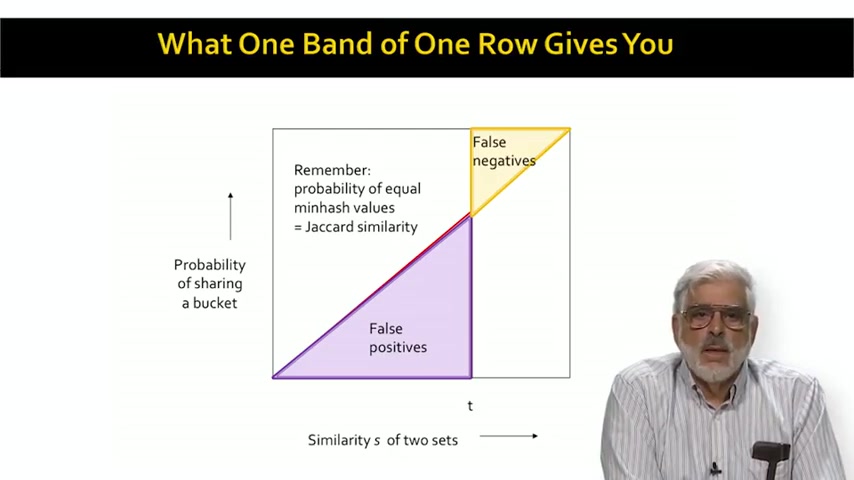 What One Band of One Row Gives You
False
negatives
Remember:
probability of equal
minhash values
= Jaccard similarity
Probability
of sharing
a bucket
False
positives
t
Similarity s of two sets